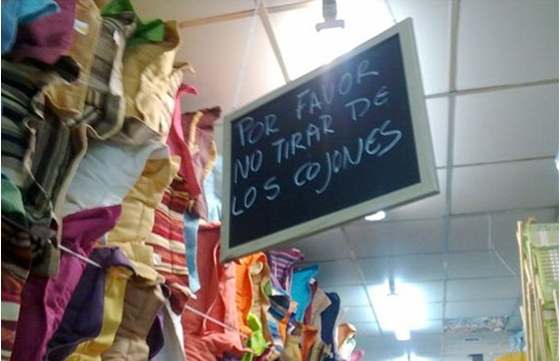 POR FAVOR
NO TIRAR DE
LOS COJONES